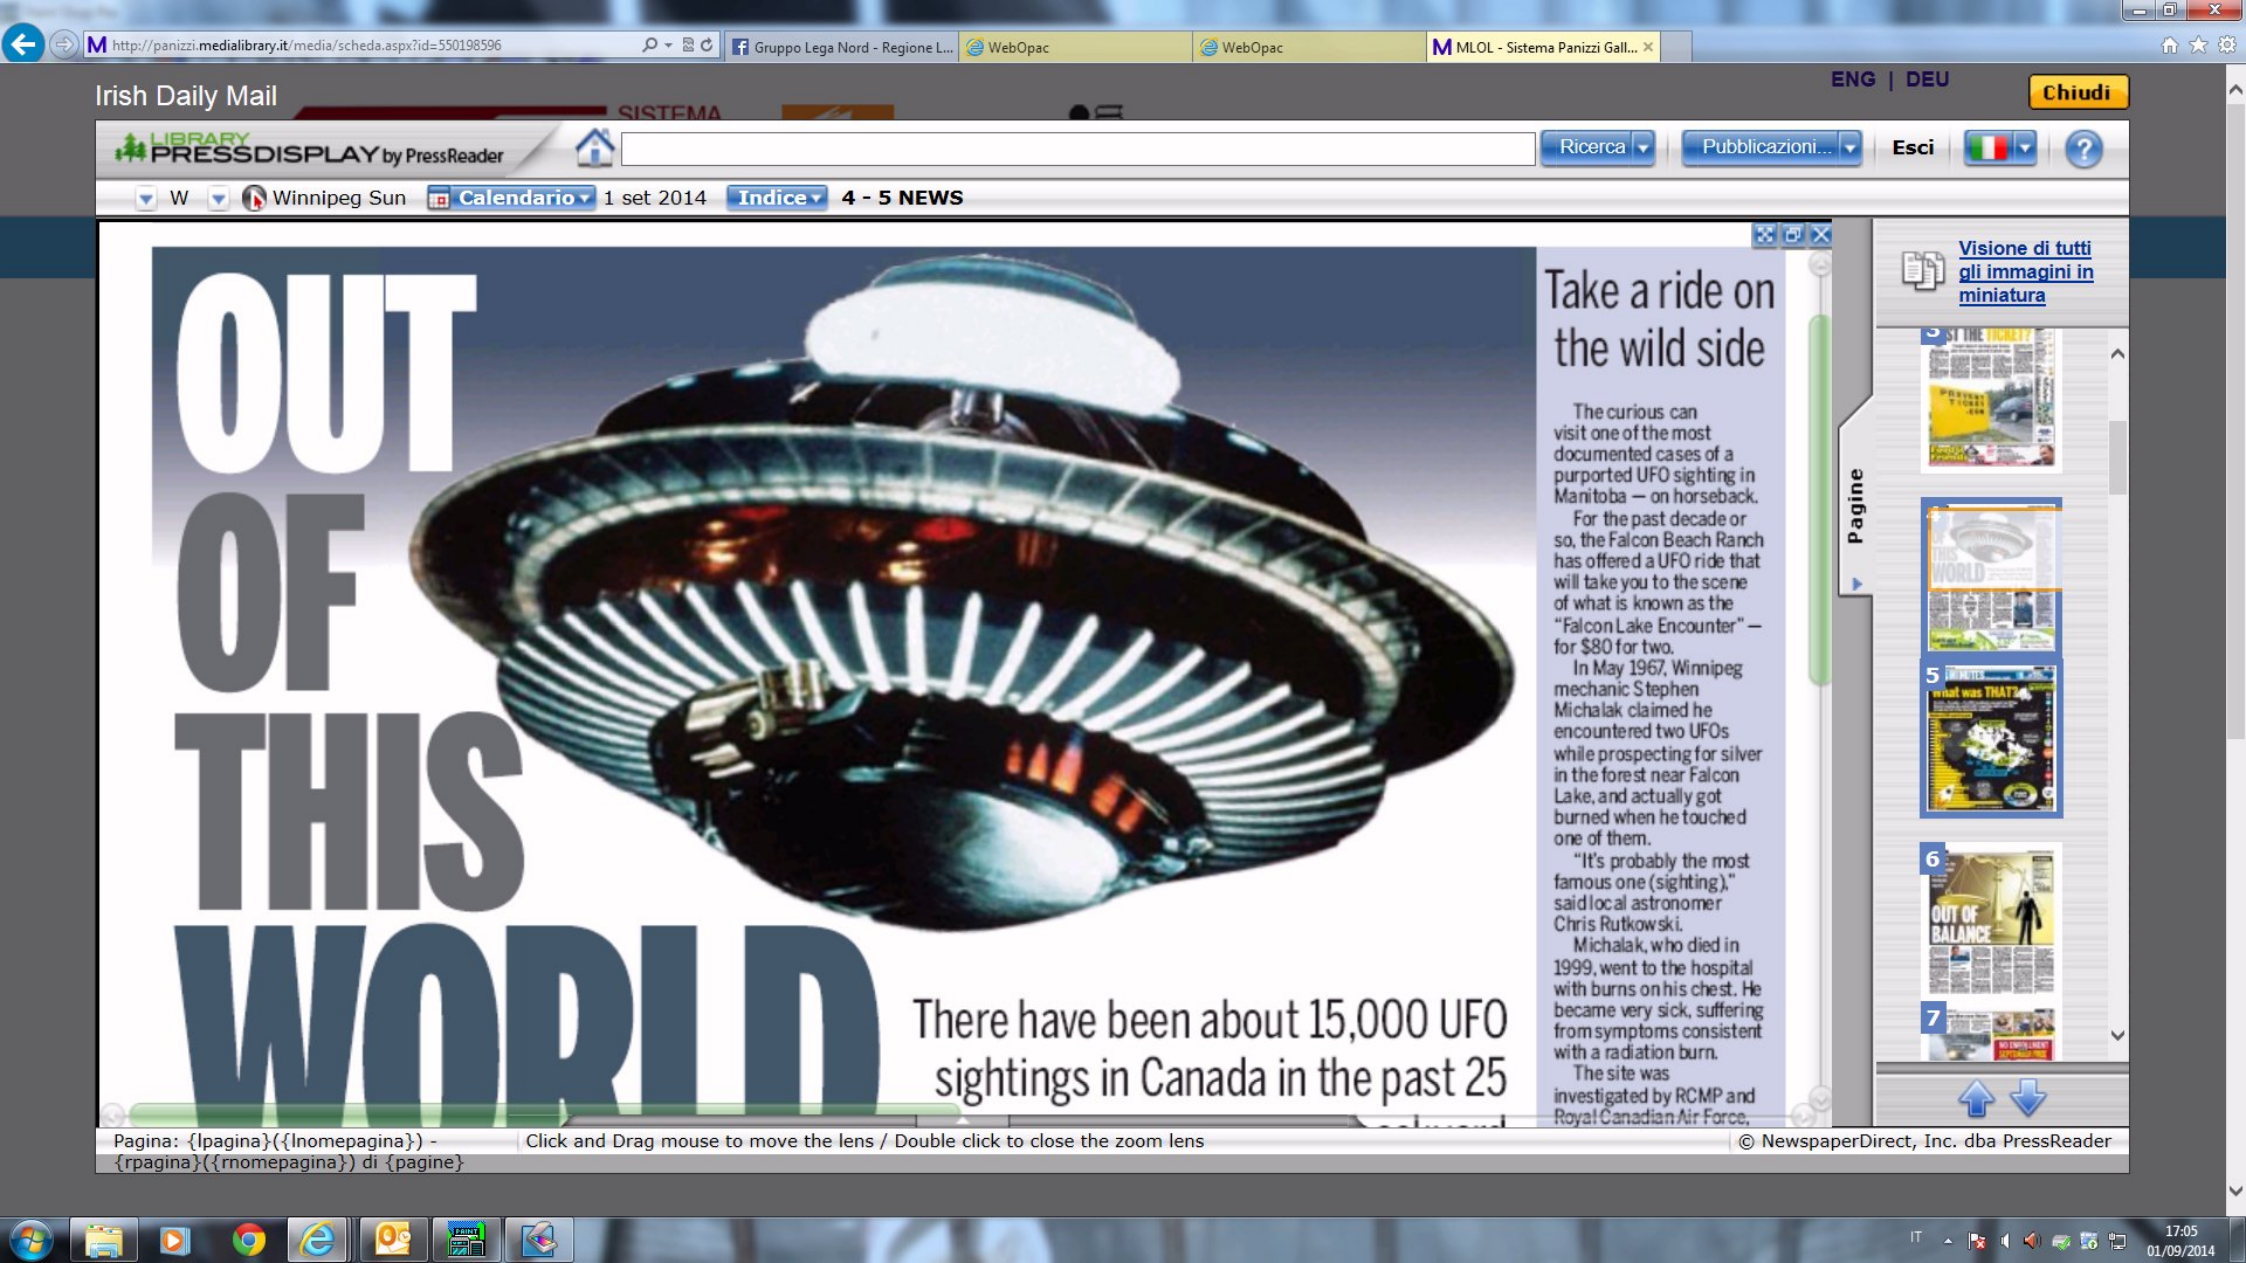 http://panizzi.medialibrary.it/media/scheda.aspx?id=550198596
Gruppo Lega Nord - Regione L...
WebOpac
WebOpac
MLOL - Sistema Panizzi Gall...
Irish Daily Mail
SISTEMA
ENG | DEU
Chiudi
LIBRARY
PRESSDISPLAY by PressReader
Ricerca
Pubblicazioni...
Esci
W
Winnipeg Sun
Calendario
1 set 2014
Indice
4 - 5 NEWS
OUT
OF
THIS
WORLD
There have been about 15,000 UFO
sightings in Canada in the past 25
Take a ride on
the wild side
The curious can
visit one of the most
documented cases of a
purported UFO sighting in
Manitoba — on horseback.
For the past decade or
so, the Falcon Beach Ranch
has offered a UFO ride that
will take you to the scene
of what is known as the
“Falcon Lake Encounter” —
for $80 for two.
In May 1967, Winnipeg
mechanic Stephen
Michalak claimed he
encountered two UFOs
while prospecting for silver
in the forest near Falcon
Lake, and actually got
burned when he touched
one of them.
“It's probably the most
famous one (sighting),”
said local astronomer
Chris Rutkowski.
Michalak, who died in
1999, went to the hospital
with burns on his chest. He
became very sick, suffering
from symptoms consistent
with a radiation burn.
The site was
investigated by RCMP and
Royal Canadian Air Force,
Pagine
Visione di tutti
gli immagini in
miniatura
3
THE TICKET?
THIS
WORLD
5
MINUTES
What was THAT?
6
OUT OF
BALANCE
7
Pagina: {lpagina}({lnomepagina}) -
{rpagina}({rnomepagina}) di {pagine}
Click and Drag mouse to move the lens / Double click to close the zoom lens
© NewspaperDirect, Inc. dba PressReader
IT
17:05
01/09/2014